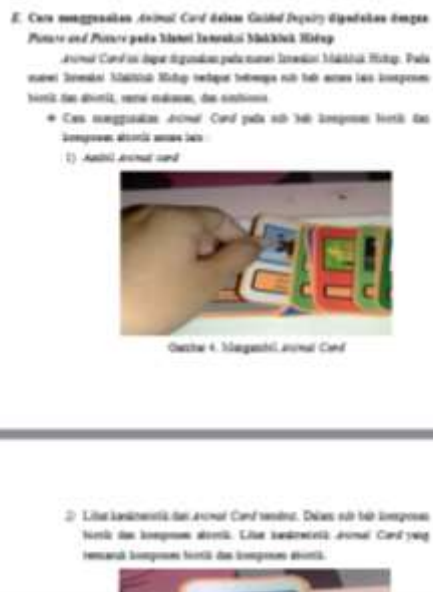 E. Cara menggunakan Animal Card dalam Guided Inquiry dipadukan dengan
Picture and Picture pada Materi Interaksi Makhluk Hidup
Animal Card ini dapat digunakan pada materi Interaksi Makhluk Hidup. Pada
materi Interaksi Makhluk Hidup terdapat beberapa sub bab antara lain komponen
biotik dan abiotik, rantai makanan, dan simbiosis.
Cara menggunakan Animal Card pada sub bab komponen biotik dan
komponen abiotik antara lain :
1) Ambil animal card
Gambar 4. Mengambil Animal Card
2) Lihat karakteristik dari Animal Card tersebut. Dalam sub bab komponen
biotik dan komponen abiotik. Lihat karakteristik Animal Card yang
termasuk komponen biotik dan komponen abiotik.